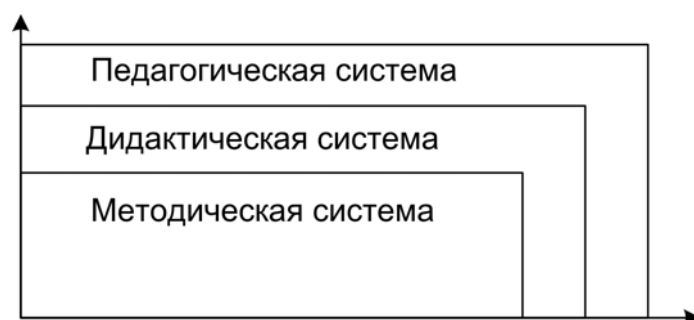 Педагогическая система
Дидактическая система
Методическая система